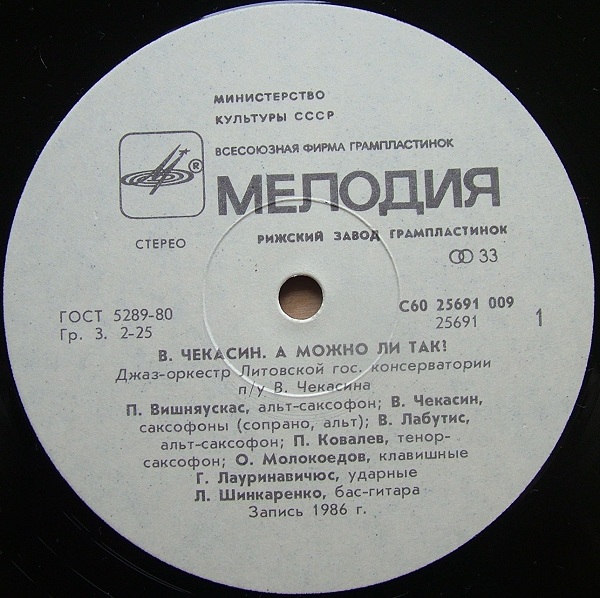 МИНИСТЕРСТВО
КУЛЬТУРЫ СССР
ВСЕСОЮЗНАЯ ФИРМА ГРАМПЛАСТИНОК
®
МЕЛОДИЯ
СТЕРЕО
РИЖСКИЙ ЗАВОД ГРАМПЛАСТИНОК
33
ГОСТ 5289-80
Гр. 3. 2-25
С60 25691 009
25691
1
В. ЧЕКАСИН. А МОЖНО ЛИ ТАК!
Джаз-оркестр Литовской гос. консерватории
п/у В. Чекасина
П. Вишняускас, альт-саксофон; В. Чекасин,
саксофоны (сопрано, альт); В. Лабутис,
альт-саксофон; П. Ковалев, тенор-
саксофон; О. Молокоедов, клавишные
Г. Лауринавичюс, ударные
Л. Шинкаренко, бас-гитара
Запись 1986 г.